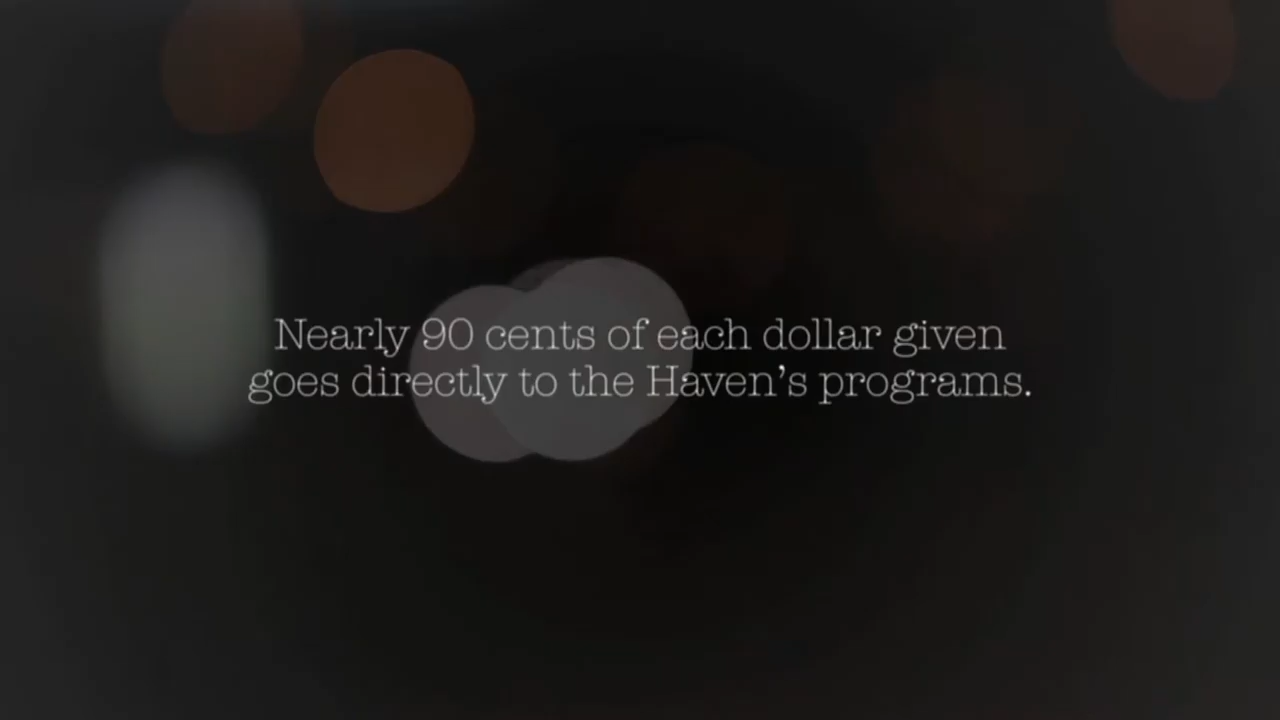 Nearly 90 cents of each dollar given
goes directly to the Haven’s programs.